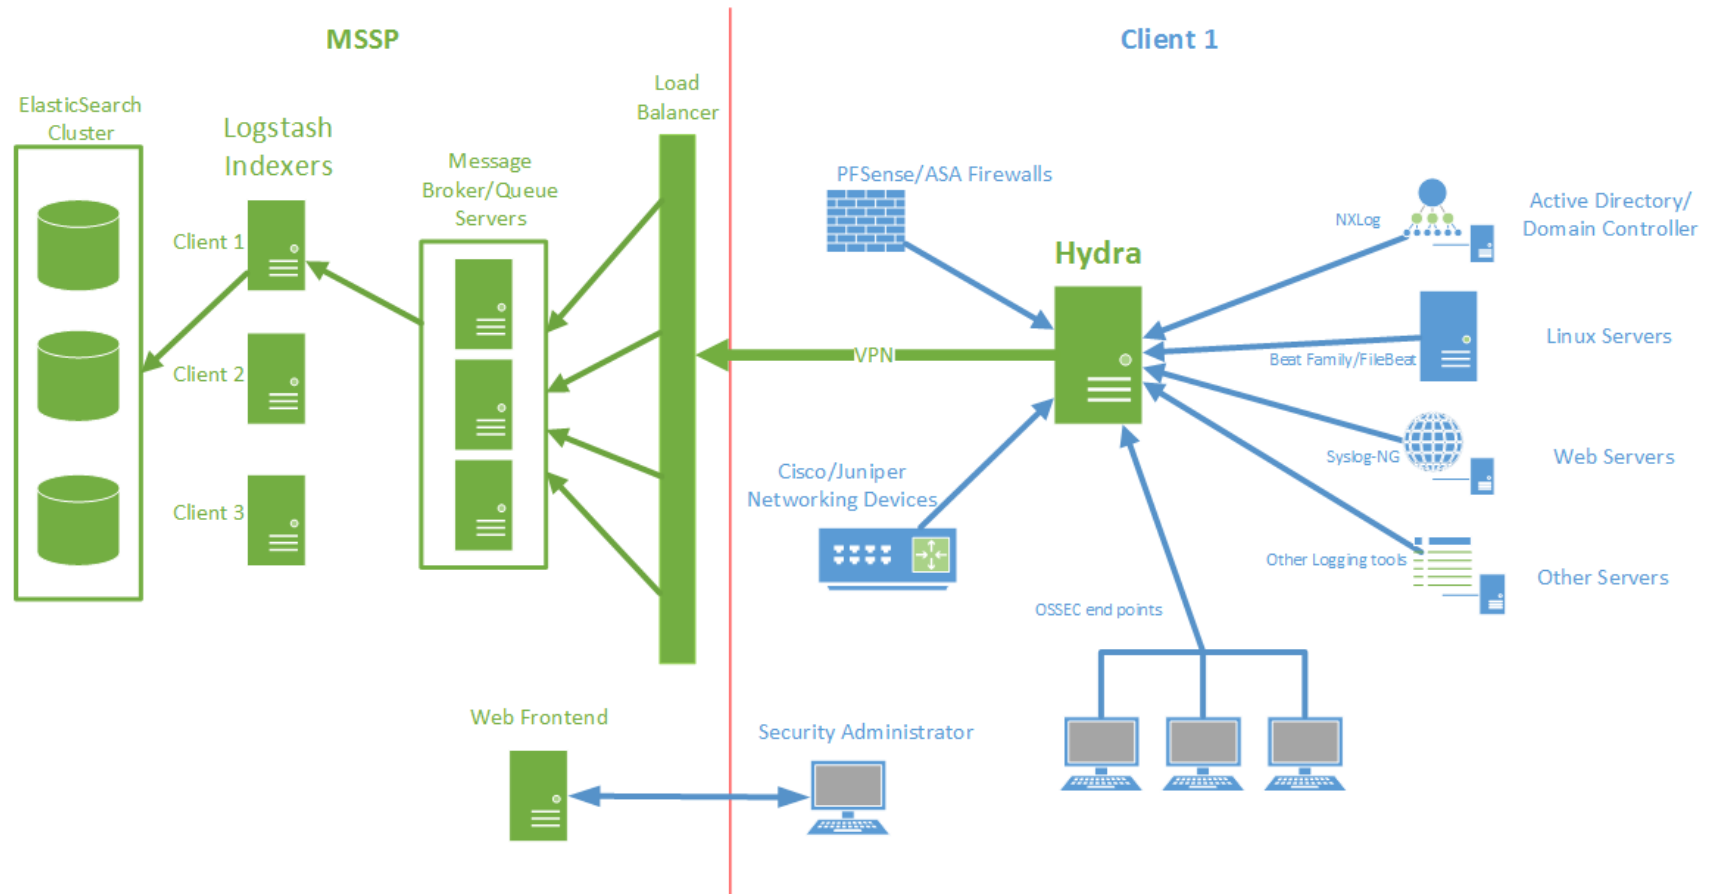 MSSP
Client 1
ElasticSearch
Cluster
Logstash
Indexers
Client 1
Client 2
Client 3
Message
Broker/Queue
Servers
Load
Balancer
VPN
PFSense/ASA Firewalls
Hydra
NXLog
Active Directory/
Domain Controller
Beat Family/FileBeat
Linux Servers
Syslog-NG
Web Servers
Other Logging tools
Other Servers
Cisco/Juniper
Networking Devices
OSSEC end points
Web Frontend
Security Administrator